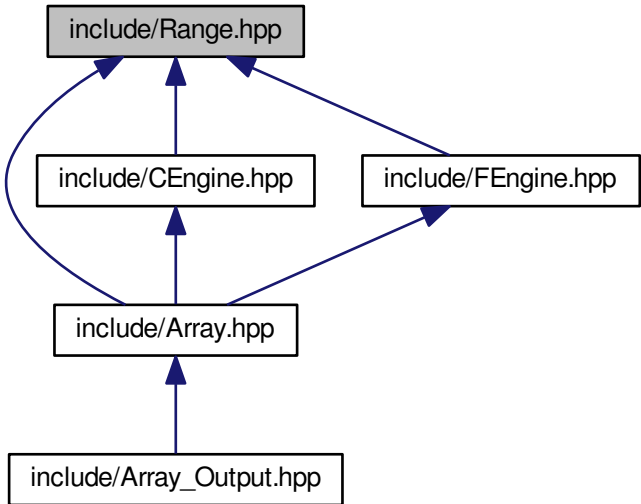 include/Range.hpp
include/CEngine.hpp
include/FEngine.hpp
include/Array.hpp
include/Array_Output.hpp